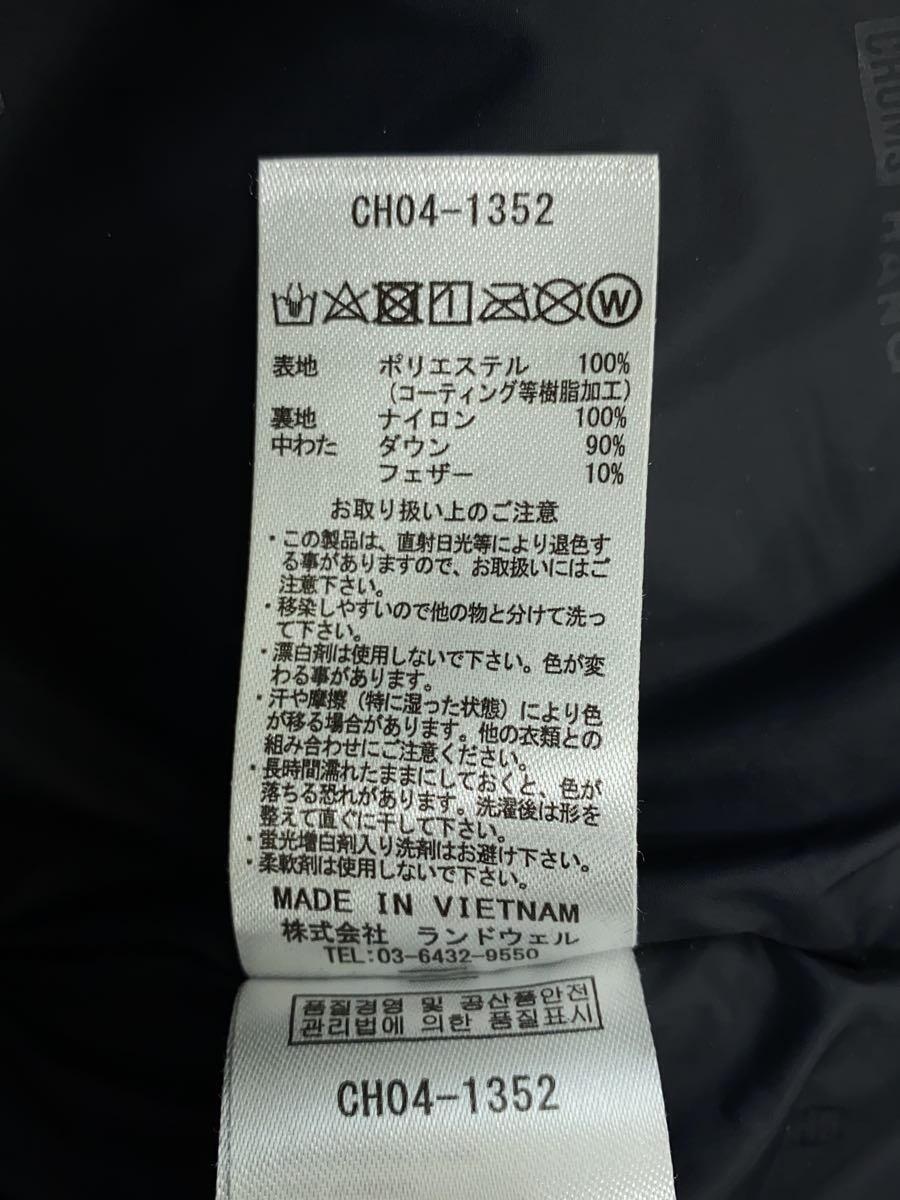 CHUMS
CH04-1352
W
表地 ポリエステル 100%
(コーティング等樹脂加工)
裏地 ナイロン 100%
中わた ダウン 90%
フェザー 10%
お取り扱い上のご注意
・この製品は、直射日光等により退色す
る事がありますので、お取扱いにはご
注意下さい。
・移染しやすいので他の物と分けて洗っ
て下さい。
・漂白剤は使用しないで下さい。色が変
わる事があります。
・汗や摩擦(特に湿った状態)により色
が移る場合があります。他の衣類との
組み合わせにご注意ください。
・長時間濡れたままにしておくと、色が
落ちる恐れがあります。洗濯後は形を
整えて直ぐに干して下さい。
・蛍光増白剤入り洗剤はお避け下さい。
・柔軟剤は使用しないで下さい。
MADE IN VIETNAM
株式会社 ランドウェル
TEL:03-6432-9550
품질경영 및 공산품안전
관리법에 의한 품질표시
CH04-1352